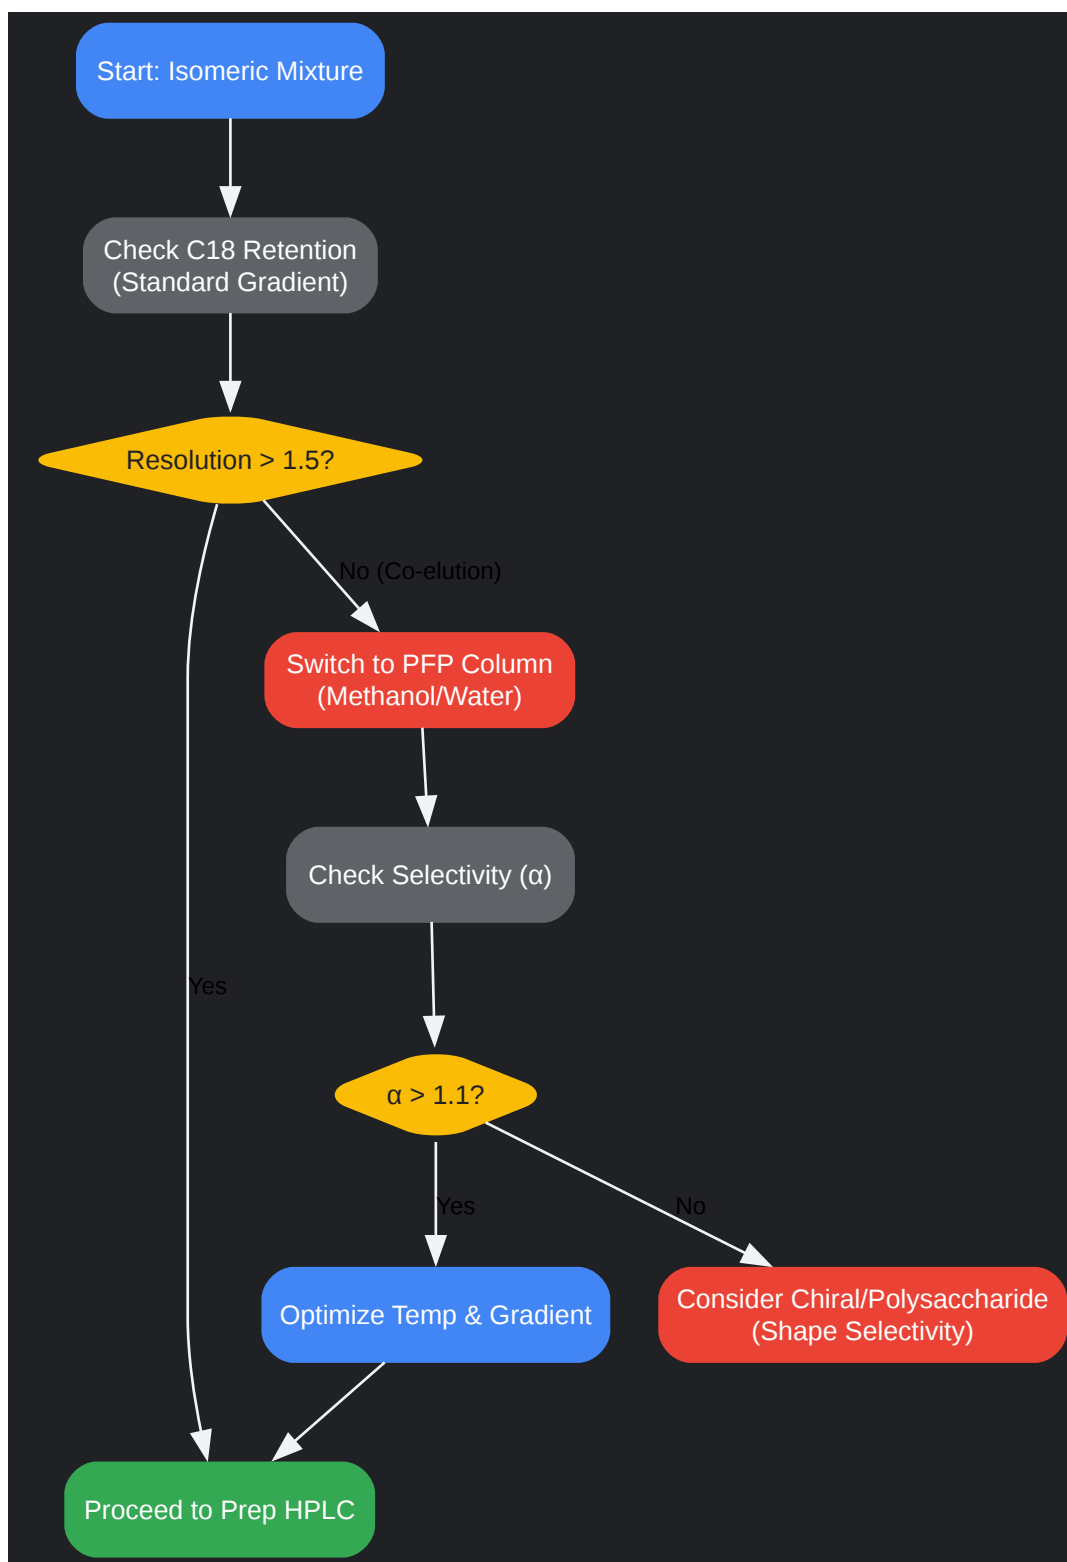 Start: Isomeric Mixture
Check C18 Retention
(Standard Gradient)
Resolution > 1.5?
No (Co-elution)
Switch to PFP Column
(Methanol/Water)
Check Selectivity (α)
Yes
α > 1.1?
Yes
No
Optimize Temp & Gradient
Consider Chiral/Polysaccharide
(Shape Selectivity)
Proceed to Prep HPLC